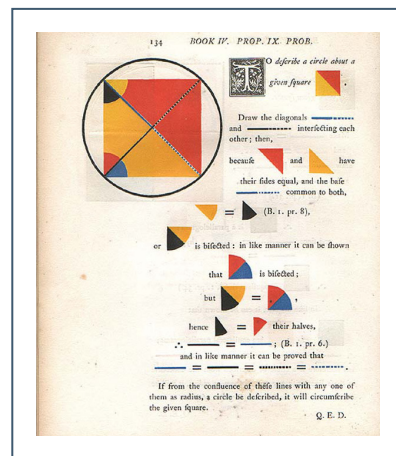 134 BOOK IV. PROP. IX. PROB.
TO deſcribe a circle about a
given ſquare .
Draw the diagonals
and interſecting each
other; then,
becauſe and have
their ſides equal, and the baſe
common to both,
= (B. 1. pr. 8),
or is biſected: in like manner it can be ſhown
that is biſected;
but = ,
hence = their halves,
∴ = ; (B. 1. pr. 6.)
and in like manner it can be proved that
= = = .
If from the confluence of theſe lines with any one of
them as radius, a circle be deſcribed, it will circumſcribe
the given ſquare.
Q. E. D.